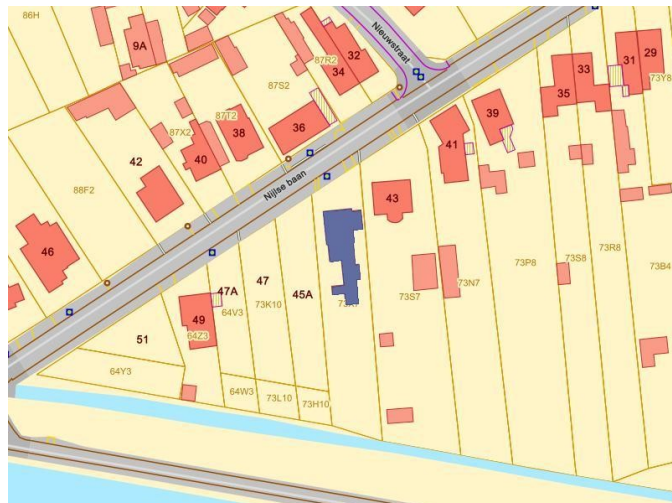 86H
9A
87R2
32
34
Nieuwstraat
31
29
73Y8
33
35
87S2
87T2
87X2
36
38
39
40
41
42
88F2
Nijlse baan
43
46
47A
47
45A
64V3
73K10
73S7
73N7
73P8
73S8
73R8
73B4
49
64Z3
51
64Y3
64W3
73L10
73H10